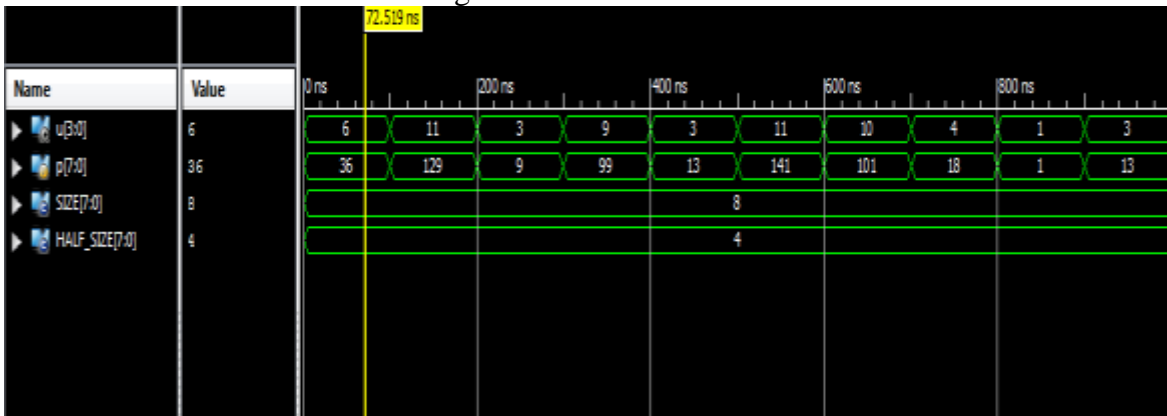 72.519 ns
Name Value 0 ns 200 ns 400 ns 600 ns 800 ns
u[3:0] 6 6 11 3 9 3 11 10 4 1 3
p[7:0] 36 36 129 9 99 13 141 101 18 1 13
SIZE[7:0] 8 8
HALF_SIZE[7:0] 4 4